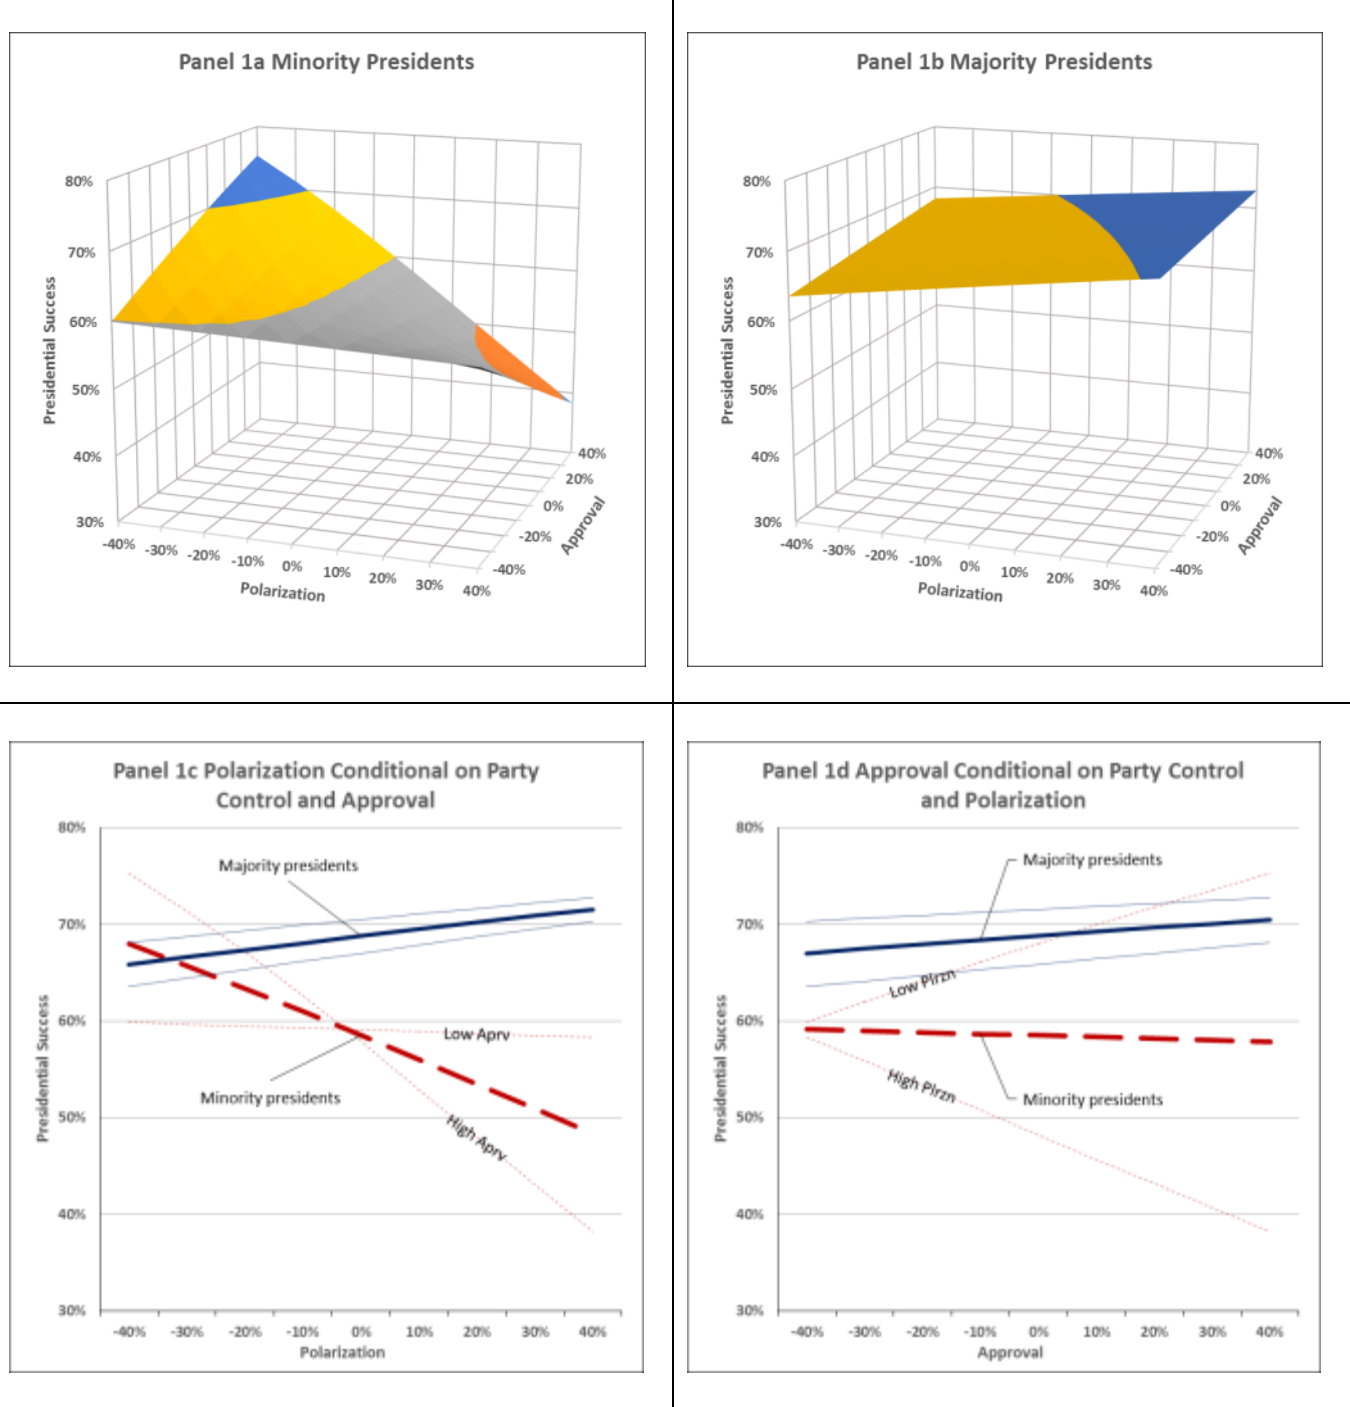 Panel 1a Minority Presidents
80%
70%
60%
50%
40%
30%
Presidential Success
-40% -30% -20% -10% 0% 10% 20% 30% 40%
Polarization
40%
20%
0%
-20%
-40%
Approval
Panel 1b Majority Presidents
80%
70%
60%
50%
40%
30%
Presidential Success
-40% -30% -20% -10% 0% 10% 20% 30% 40%
Polarization
40%
20%
0%
-20%
-40%
Approval
Panel 1c Polarization Conditional on Party
Control and Approval
80%
70%
60%
50%
40%
30%
Presidential Success
Majority presidents
Low Aprv
Minority presidents
High Aprv
-40% -30% -20% -10% 0% 10% 20% 30% 40%
Polarization
Panel 1d Approval Conditional on Party Control
and Polarization
80%
70%
60%
50%
40%
30%
Presidential Success
Majority presidents
Low Plrzn
High Plrzn
Minority presidents
-40% -30% -20% -10% 0% 10% 20% 30% 40%
Approval